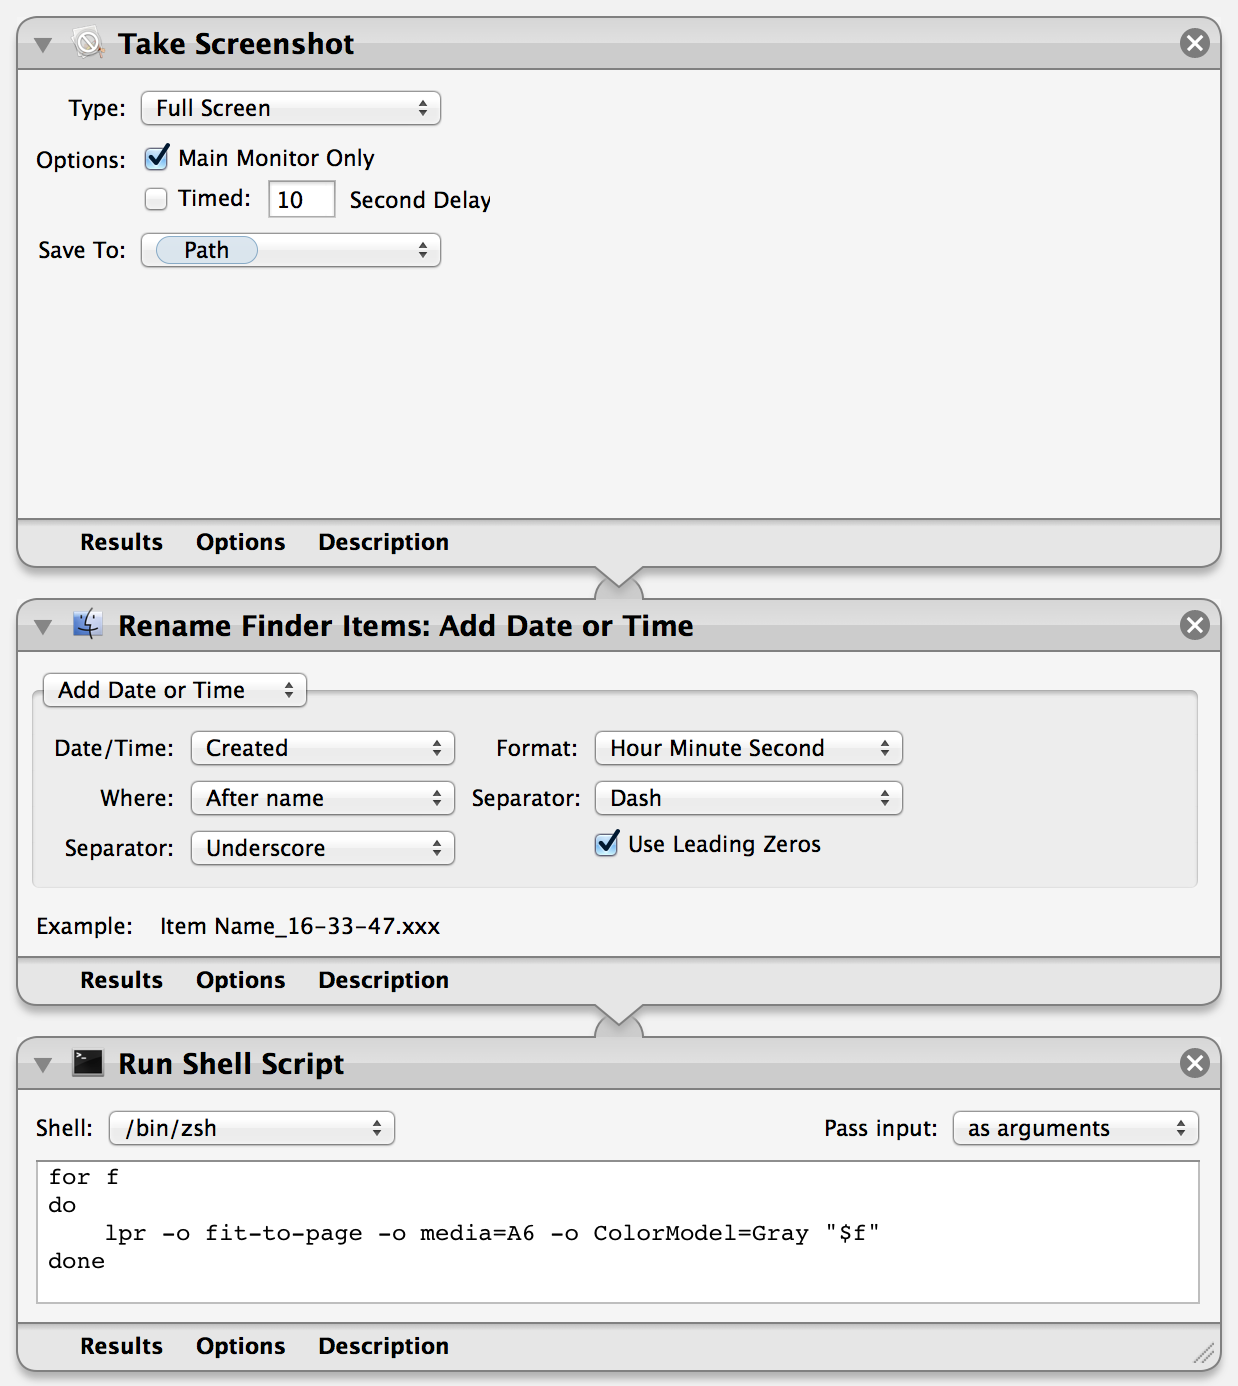 Take Screenshot
Type: Full Screen
Options: Main Monitor Only
Timed: 10 Second Delay
Save To: Path
Results Options Description
Rename Finder Items: Add Date or Time
Add Date or Time
Date/Time: Created Format: Hour Minute Second
Where: After name Separator: Dash
Separator: Underscore Use Leading Zeros
Example: Item Name_16-33-47.xxx
Results Options Description
>_ Run Shell Script
Shell: /bin/zsh Pass input: as arguments
for f
do
    lpr -o fit-to-page -o media=A6 -o ColorModel=Gray "$f"
done
Results Options Description